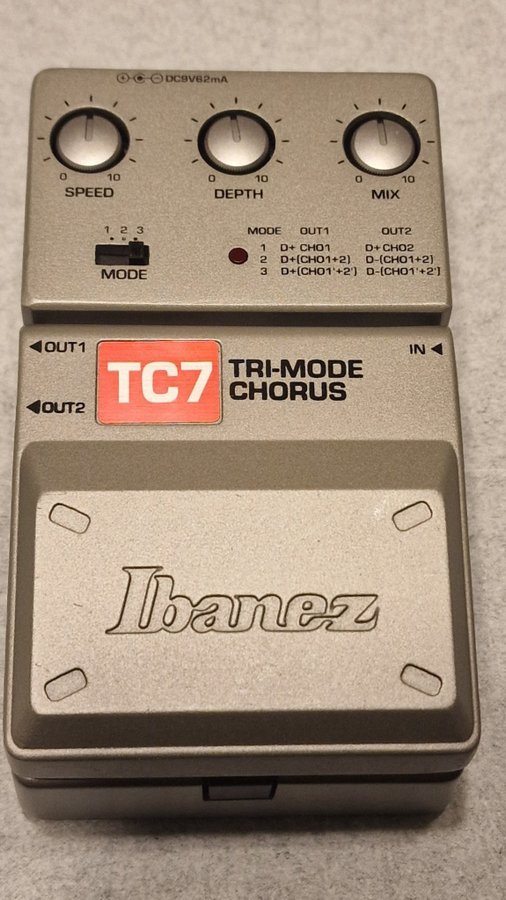 DC9V62mA
0 10 0 10 0 10
SPEED DEPTH MIX
1 2 3
MODE
MODE OUT1 OUT2
1 D+CHO1 D+CHO2
2 D+(CHO1+2) D-(CHO1+2)
3 D+(CHO1'+2') D-(CHO1'+2')
OUT1
OUT2
IN
TC7
TRI-MODE
CHORUS
Ibanez